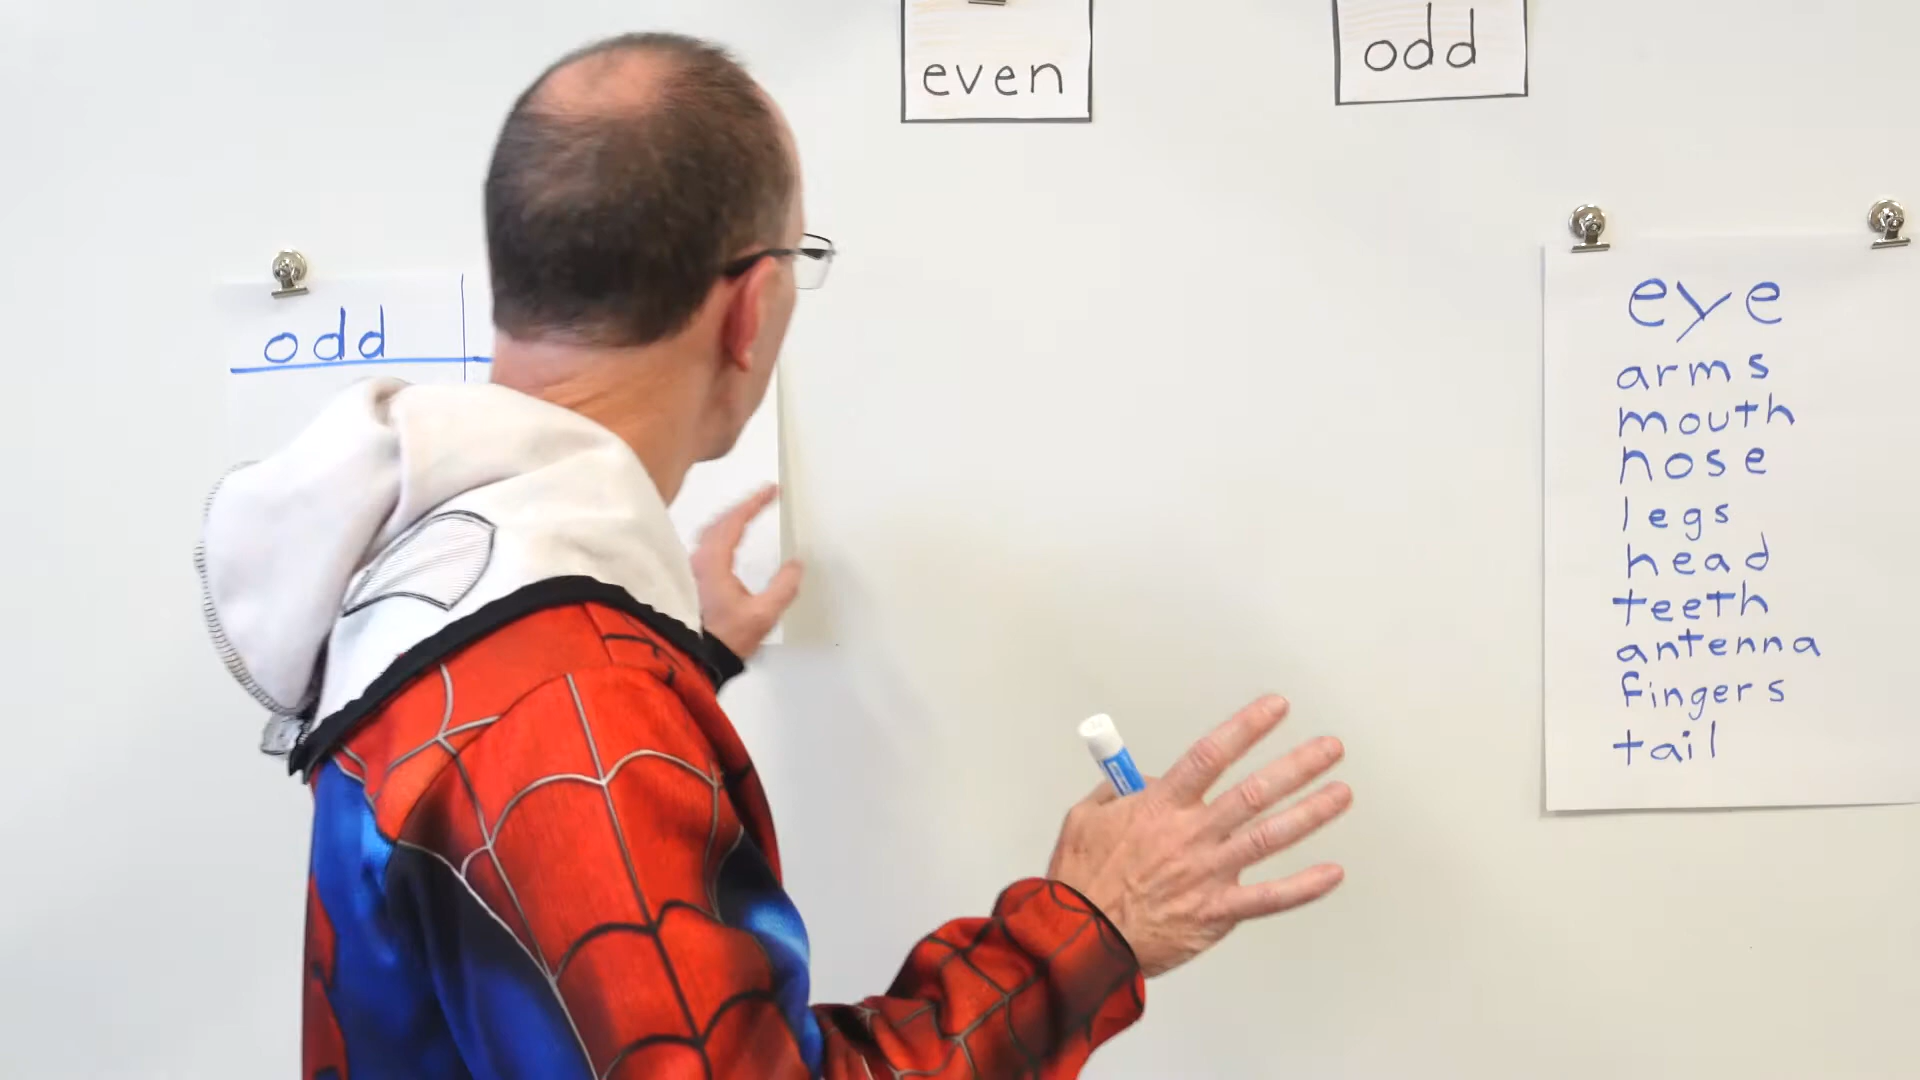 even
odd
odd
eye
arms
mouth
nose
legs
head
teeth
antenna
fingers
tail